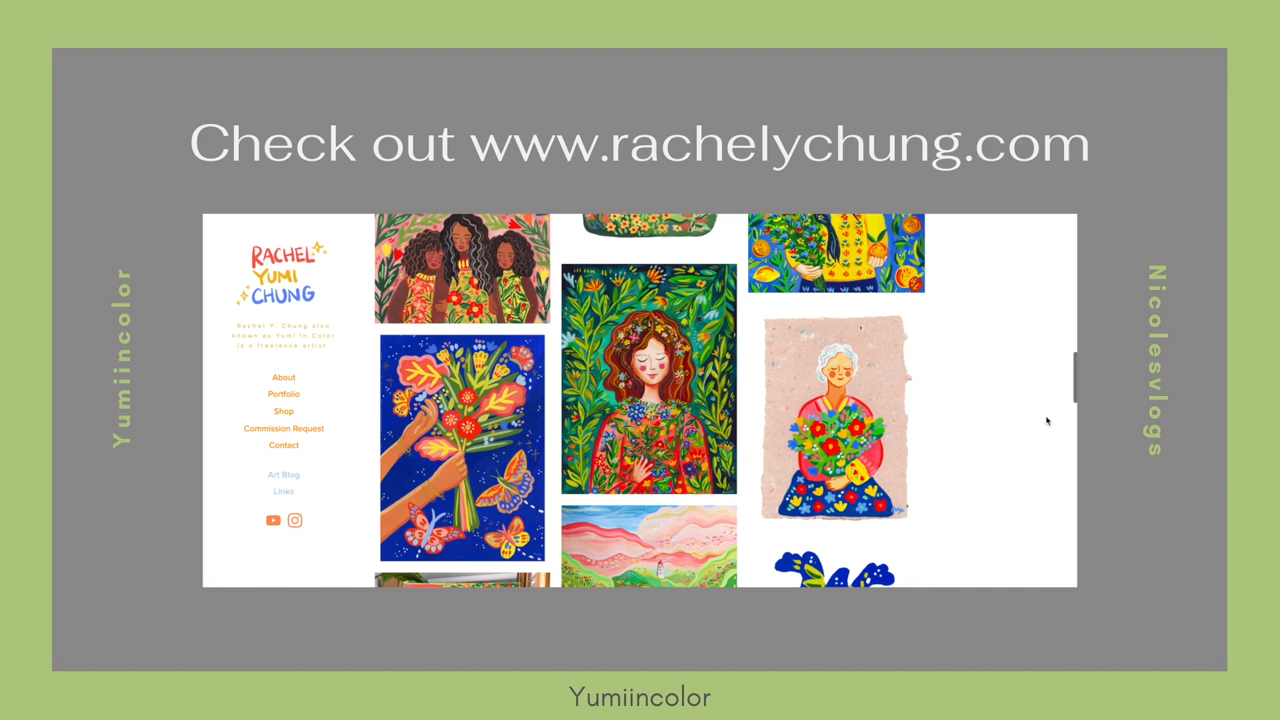 Check out www.rachelychung.com
Yumiincolor
RACHEL
YUMI
CHUNG
Rachel Y. Chung also
known as Yumi In Color
is a freelance artist.
About
Portfolio
Shop
Commission Request
Contact
Art Blog
Links
Nicolesvlogs
Yumiincolor